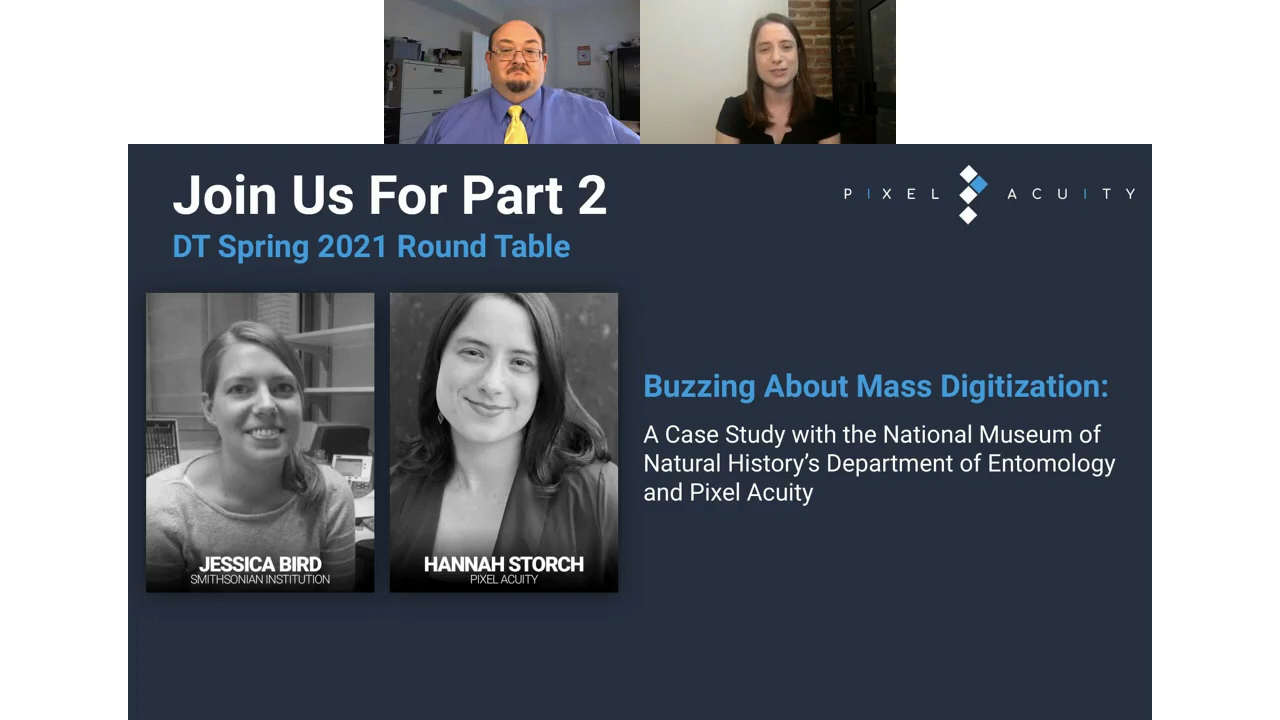 Join Us For Part 2
PIXEL ACUITY
DT Spring 2021 Round Table
JESSICA BIRD
SMITHSONIAN INSTITUTION
HANNAH STORCH
PIXEL ACUITY
Buzzing About Mass Digitization:
A Case Study with the National Museum of
Natural History’s Department of Entomology
and Pixel Acuity